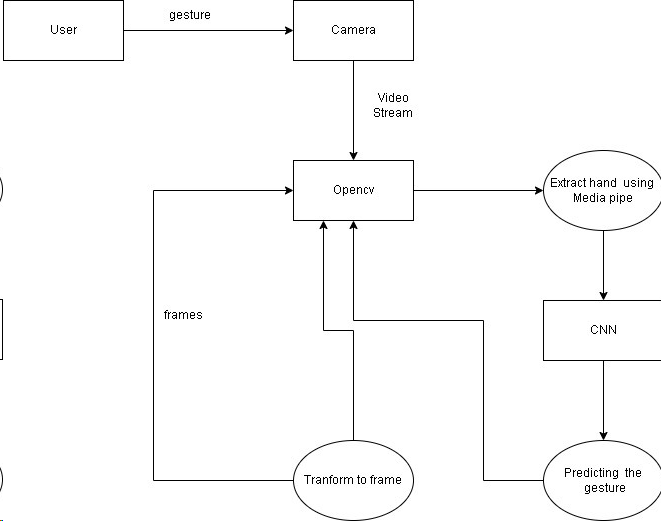 gesture
User
Camera
Video
Stream
Opencv
Extract hand using
Media pipe
frames
CNN
Tranform to frame
Predicting the
gesture